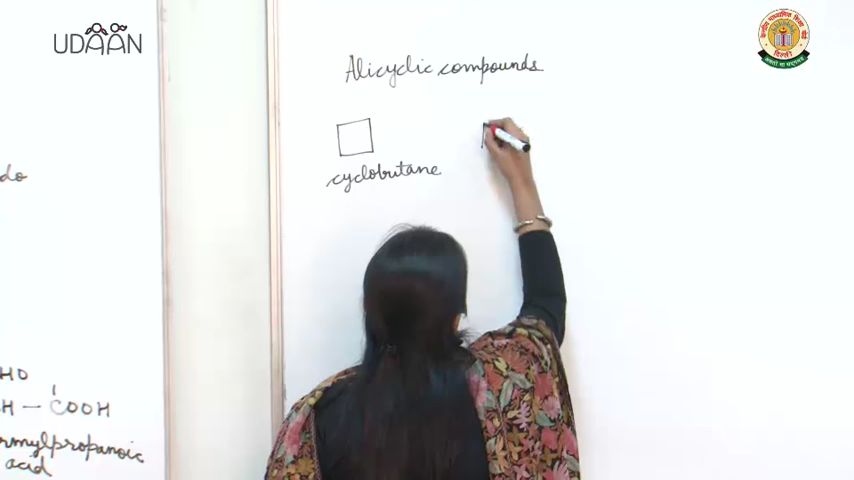 UDAAN
Alicyclic compounds
cyclobutane
do
HO
H — COOH
rmylpropanoic
acid